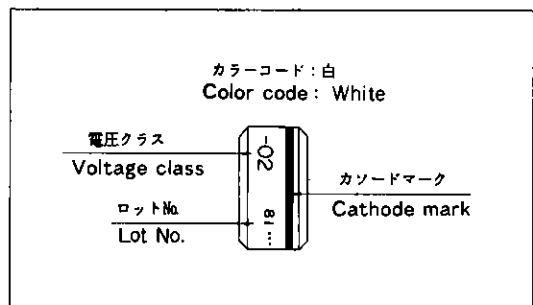 カラーコード : 白
Color code : White
電圧クラス
Voltage class
-02
カソードマーク
Cathode mark
ロットNo.
Lot No.
81...